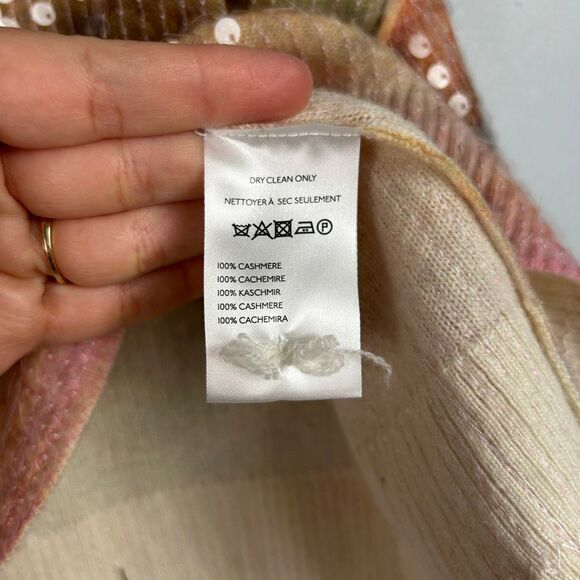 DRY CLEAN ONLY
NETTOYER À SEC SEULEMENT
P
100% CASHMERE
100% CACHEMIRE
100% KASCHMIR
100% CASHMERE
100% CACHEMIRA